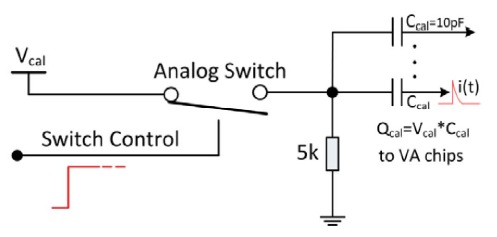 C_cal=10pF
V_cal
Analog Switch
i(t)
C_cal
Switch Control
Q_cal=V_cal*C_cal
5k
to VA chips